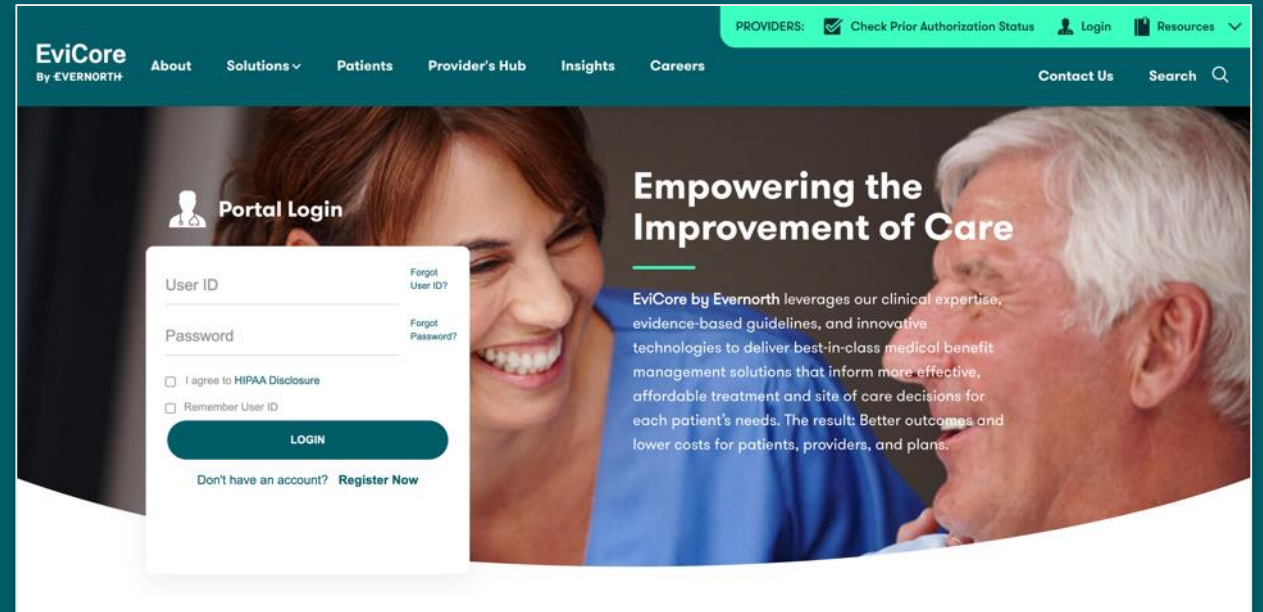 PROVIDERS: Check Prior Authorization Status Login Resources
EviCore
By EVERNORTH
About Solutions Patients Provider's Hub Insights Careers
Contact Us Search
Portal Login
User ID
Forgot
User ID?
Password
Forgot
Password?
I agree to HIPAA Disclosure
Remember User ID
LOGIN
Don't have an account? Register Now
Empowering the
Improvement of Care
EviCore by Evernorth leverages our clinical expertise,
evidence-based guidelines, and innovative
technologies to deliver best-in-class medical benefit
management solutions that inform more effective,
affordable treatment and site of care decisions for
each patient's needs. The result: Better outcomes and
lower costs for patients, providers, and plans.